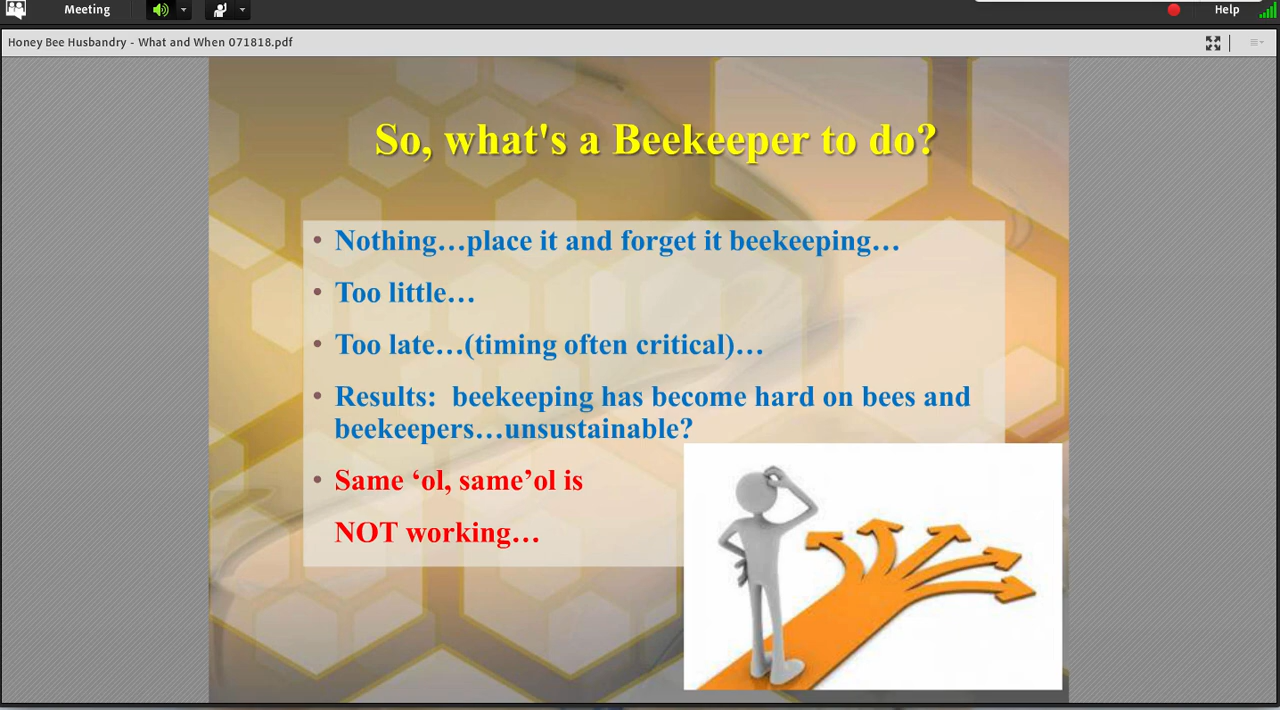 Meeting
Help
Honey Bee Husbandry - What and When 071818.pdf
So, what's a Beekeeper to do?
• Nothing…place it and forget it beekeeping…
• Too little…
• Too late…(timing often critical)…
• Results:  beekeeping has become hard on bees and
beekeepers…unsustainable?
• Same ‘ol, same’ol is
NOT working…